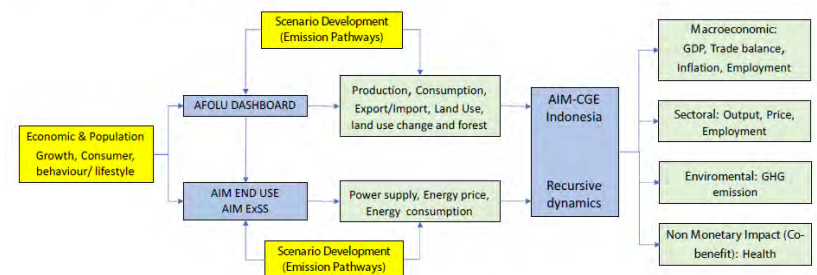 Scenario Development
(Emission Pathways)
Macroeconomic:
GDP, Trade balance,
Inflation, Employment
AFOLU DASHBOARD
Production, Consumption,
Export/Import, Land Use,
land use change and forest
AIM-CGE
Indonesia
Recursive
dynamics
Sectoral: Output, Price,
Employment
Economic & Population
Growth, Consumer,
behaviour/ lifestyle
AIM END USE
AIM ExSS
Power supply, Energy price,
Energy consumption
Enviromental: GHG
emission
Scenario Development
(Emission Pathways)
Non Monetary Impact (Co-
benefit): Health